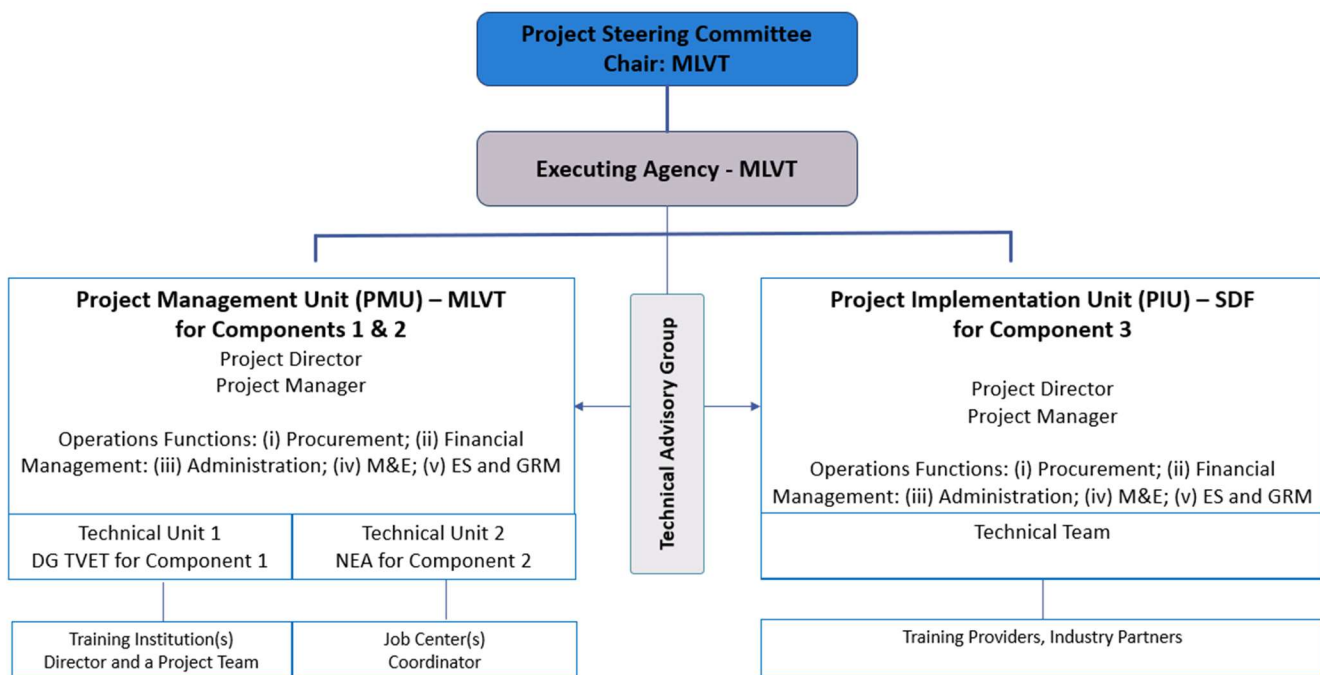 Project Steering Committee
Chair: MLVT
Executing Agency - MLVT
Project Management Unit (PMU) – MLVT
for Components 1 & 2
Project Director
Project Manager
Operations Functions: (i) Procurement; (ii) Financial
Management: (iii) Administration; (iv) M&E; (v) ES and GRM
Technical Unit 1
DG TVET for Component 1
Technical Unit 2
NEA for Component 2
Training Institution(s)
Director and a Project Team
Job Center(s)
Coordinator
Technical Advisory Group
Project Implementation Unit (PIU) – SDF
for Component 3
Project Director
Project Manager
Operations Functions: (i) Procurement; (ii) Financial
Management: (iii) Administration; (iv) M&E; (v) ES and GRM
Technical Team
Training Providers, Industry Partners